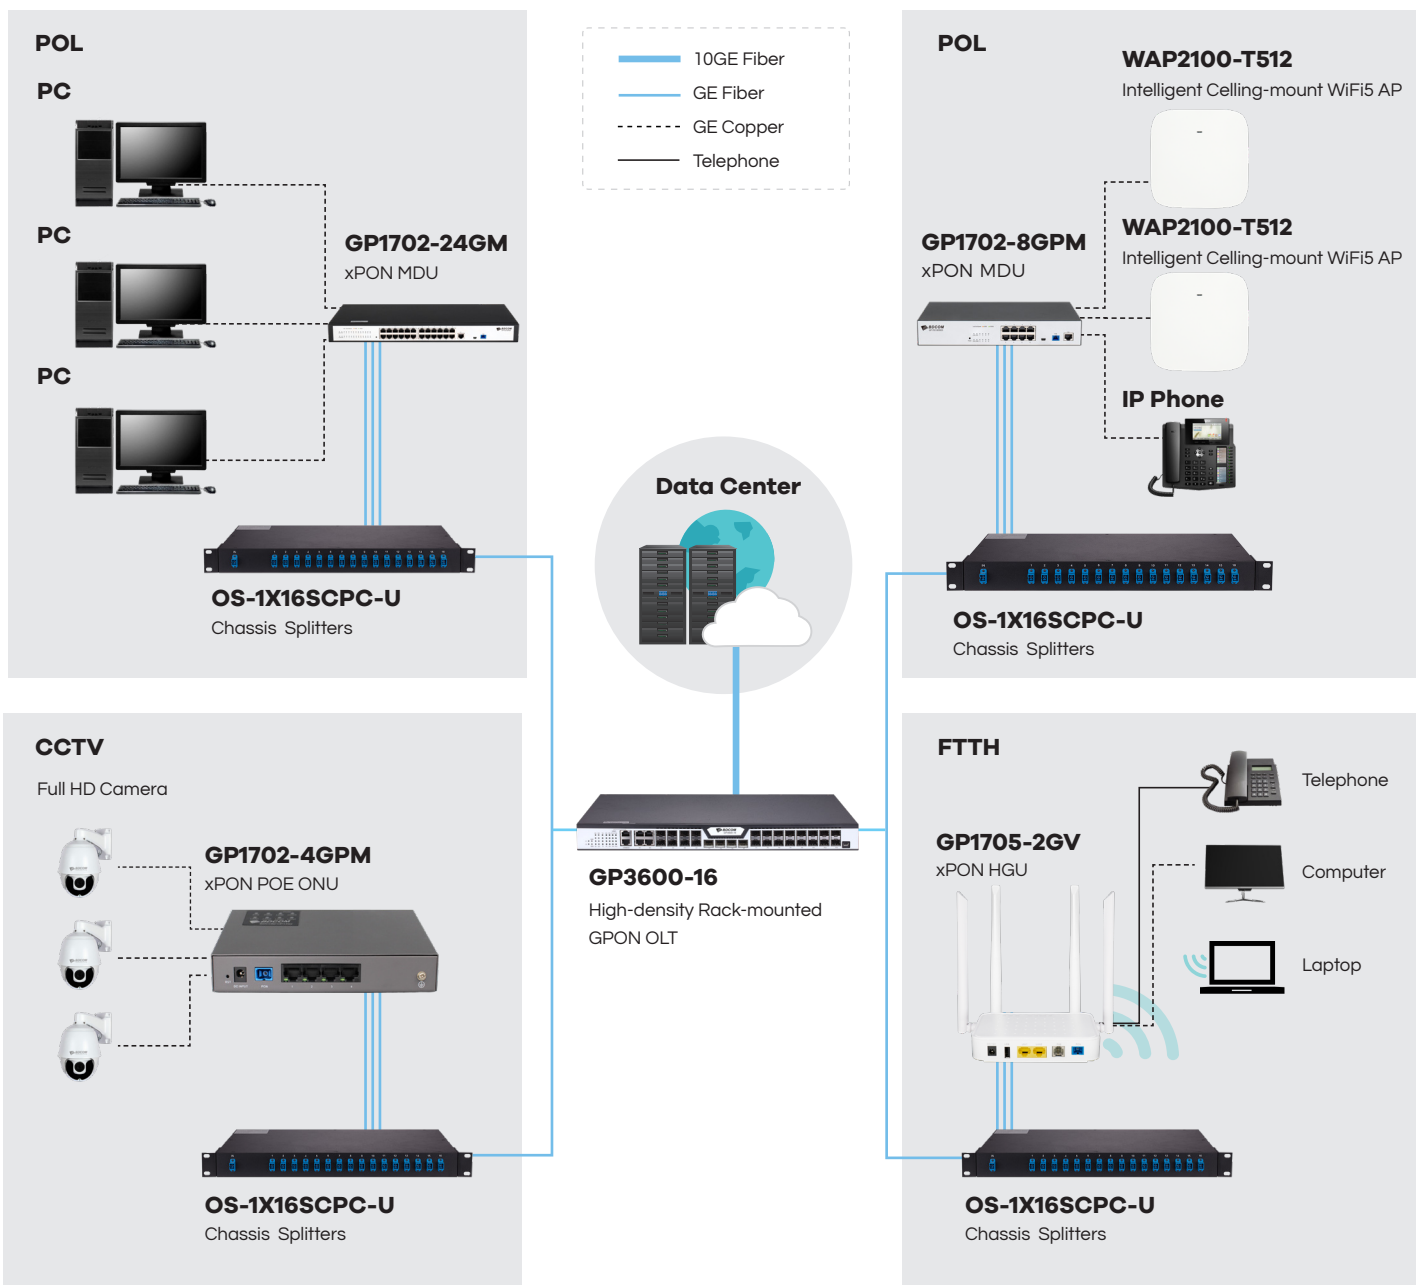 POL
PC
PC
PC
GP1702-24GM
xPON MDU
OS-1X16SCPC-U
Chassis Splitters
10GE Fiber
GE Fiber
GE Copper
Telephone
POL
WAP2100-T512
Intelligent Celling-mount WiFi5 AP
WAP2100-T512
Intelligent Celling-mount WiFi5 AP
GP1702-8GPM
xPON MDU
BDCOM
IP Phone
OS-1X16SCPC-U
Chassis Splitters
Data Center
CCTV
Full HD Camera
GP1702-4GPM
xPON POE ONU
OS-1X16SCPC-U
Chassis Splitters
BDCOM
GP3600-16
High-density Rack-mounted
GPON OLT
FTTH
GP1705-2GV
xPON HGU
Telephone
Computer
Laptop
OS-1X16SCPC-U
Chassis Splitters